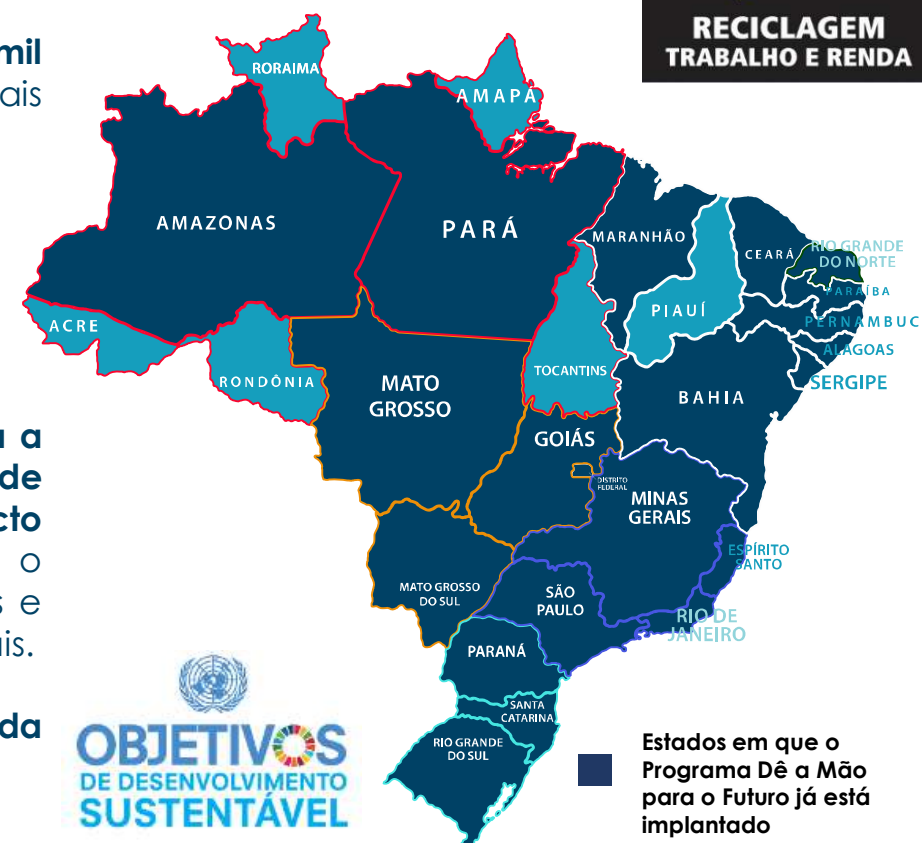 RECICLAGEM
TRABALHO E RENDA
mil
ais
RORAIMA
AMAPÁ
AMAZONAS
PARÁ
MARANHÃO
CEARÁ
RIO GRANDE
DO NORTE
PARAÍBA
PIAUÍ
PERNAMBUC
ACRE
ALAGOAS
RONDÔNIA
MATO
GROSSO
TOCANTINS
SERGIPE
BAHIA
a
de
cto
o
s e
is.
GOIÁS
DISTRITO
FEDERAL
MINAS
GERAIS
ESPÍRITO
SANTO
MATO GROSSO
DO SUL
SÃO
PAULO
RIO DE
JANEIRO
PARANÁ
SANTA
CATARINA
RIO GRANDE
DO SUL
da
OBJETIVOS
DE DESENVOLVIMENTO
SUSTENTÁVEL
Estados em que o
Programa Dê a Mão
para o Futuro já está
implantado